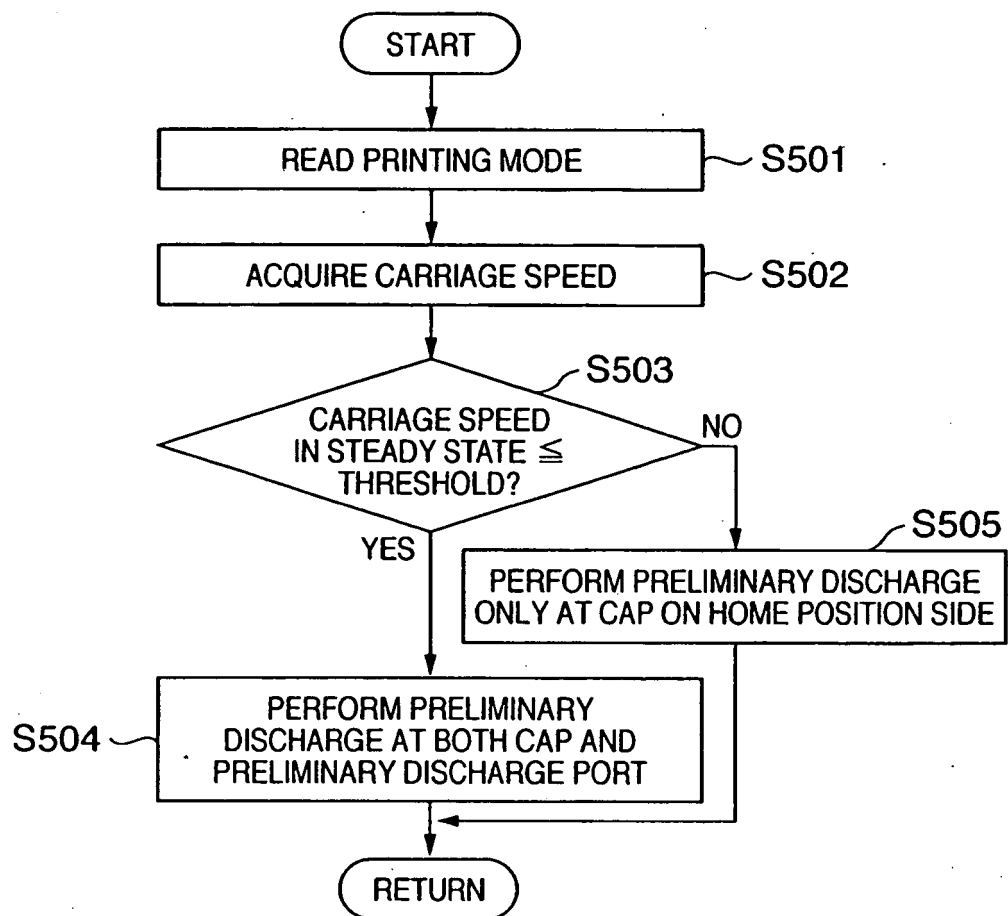 START
READ PRINTING MODE
S501
ACQUIRE CARRIAGE SPEED
S502
S503
CARRIAGE SPEED
IN STEADY STATE ≦
THRESHOLD?
NO
YES
S505
PERFORM PRELIMINARY DISCHARGE
ONLY AT CAP ON HOME POSITION SIDE
S504
PERFORM PRELIMINARY
DISCHARGE AT BOTH CAP AND
PRELIMINARY DISCHARGE PORT
RETURN